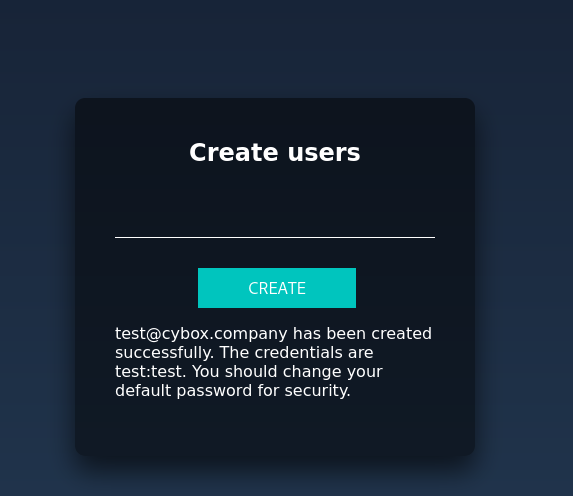 Create users
CREATE
test@cybox.company has been created
successfully. The credentials are
test:test. You should change your
default password for security.